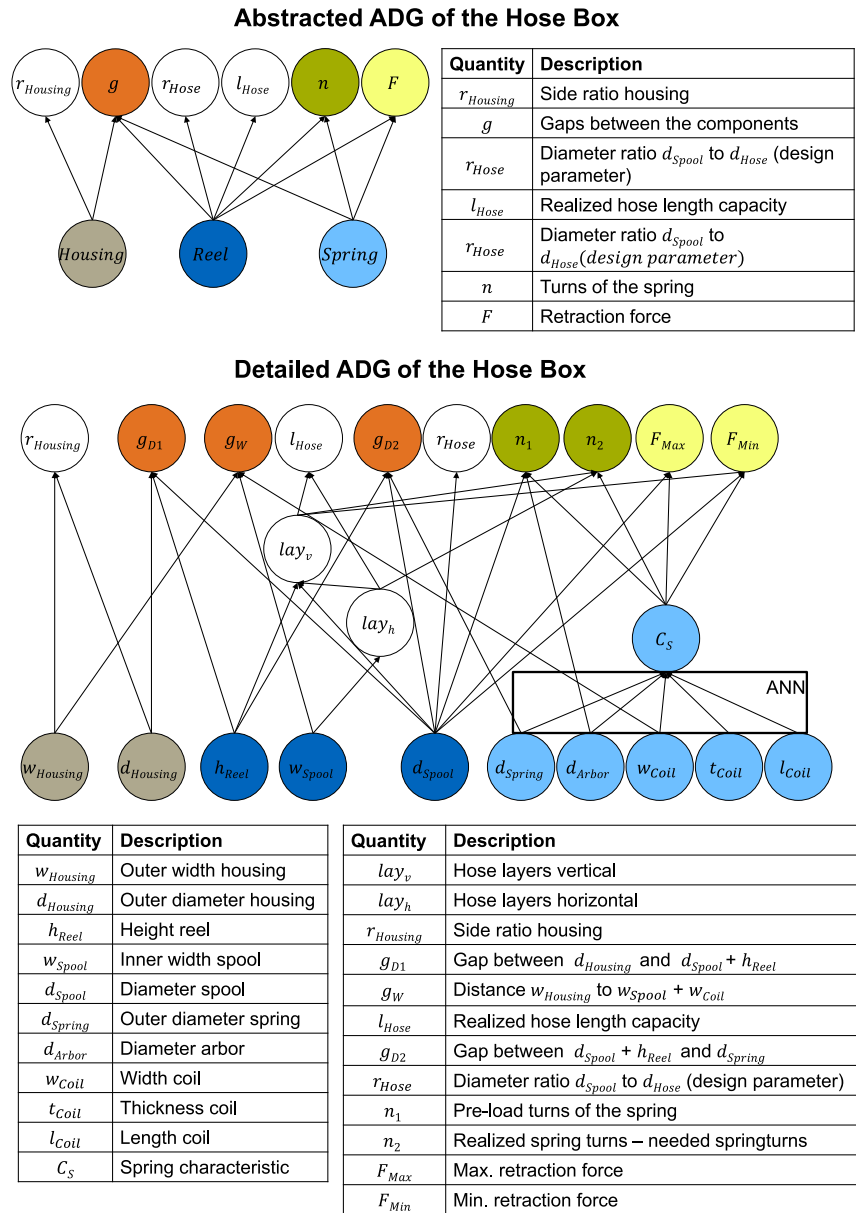 Abstracted ADG of the Hose Box
r_Housing g r_Hose l_Hose n F
Housing Reel Spring
Quantity Description
r_Housing Side ratio housing
g Gaps between the components
r_Hose Diameter ratio d_Spool to d_Hose (design
parameter)
l_Hose Realized hose length capacity
r_Hose Diameter ratio d_Spool to
d_Hose(design parameter)
n Turns of the spring
F Retraction force
Detailed ADG of the Hose Box
r_Housing g_D1 g_W l_Hose g_D2 r_Hose n_1 n_2 F_Max F_Min
lay_v
lay_h
C_S
ANN
w_Housing d_Housing h_Reel w_Spool d_Spool d_Spring d_Arbor w_Coil t_Coil l_Coil
Quantity Description
w_Housing Outer width housing
d_Housing Outer diameter housing
h_Reel Height reel
w_Spool Inner width spool
d_Spool Diameter spool
d_Spring Outer diameter spring
d_Arbor Diameter arbor
w_Coil Width coil
t_Coil Thickness coil
l_Coil Length coil
C_S Spring characteristic
Quantity Description
lay_v Hose layers vertical
lay_h Hose layers horizontal
r_Housing Side ratio housing
g_D1 Gap between d_Housing and d_Spool + h_Reel
g_W Distance w_Housing to w_Spool + w_Coil
l_Hose Realized hose length capacity
g_D2 Gap between d_Spool + h_Reel and d_Spring
r_Hose Diameter ratio d_Spool to d_Hose (design parameter)
n_1 Pre-load turns of the spring
n_2 Realized spring turns – needed springturns
F_Max Max. retraction force
F_Min Min. retraction force